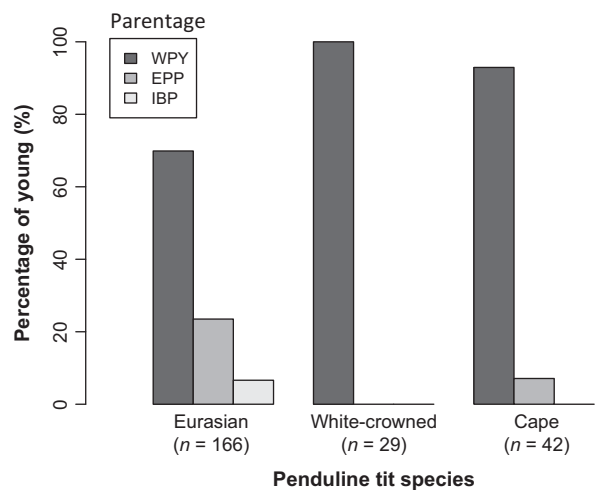 Parentage
WPY
EPP
IBP
Percentage of young (%)
100
80
60
40
20
0
Eurasian White-crowned Cape
(n = 166) (n = 29) (n = 42)
Penduline tit species